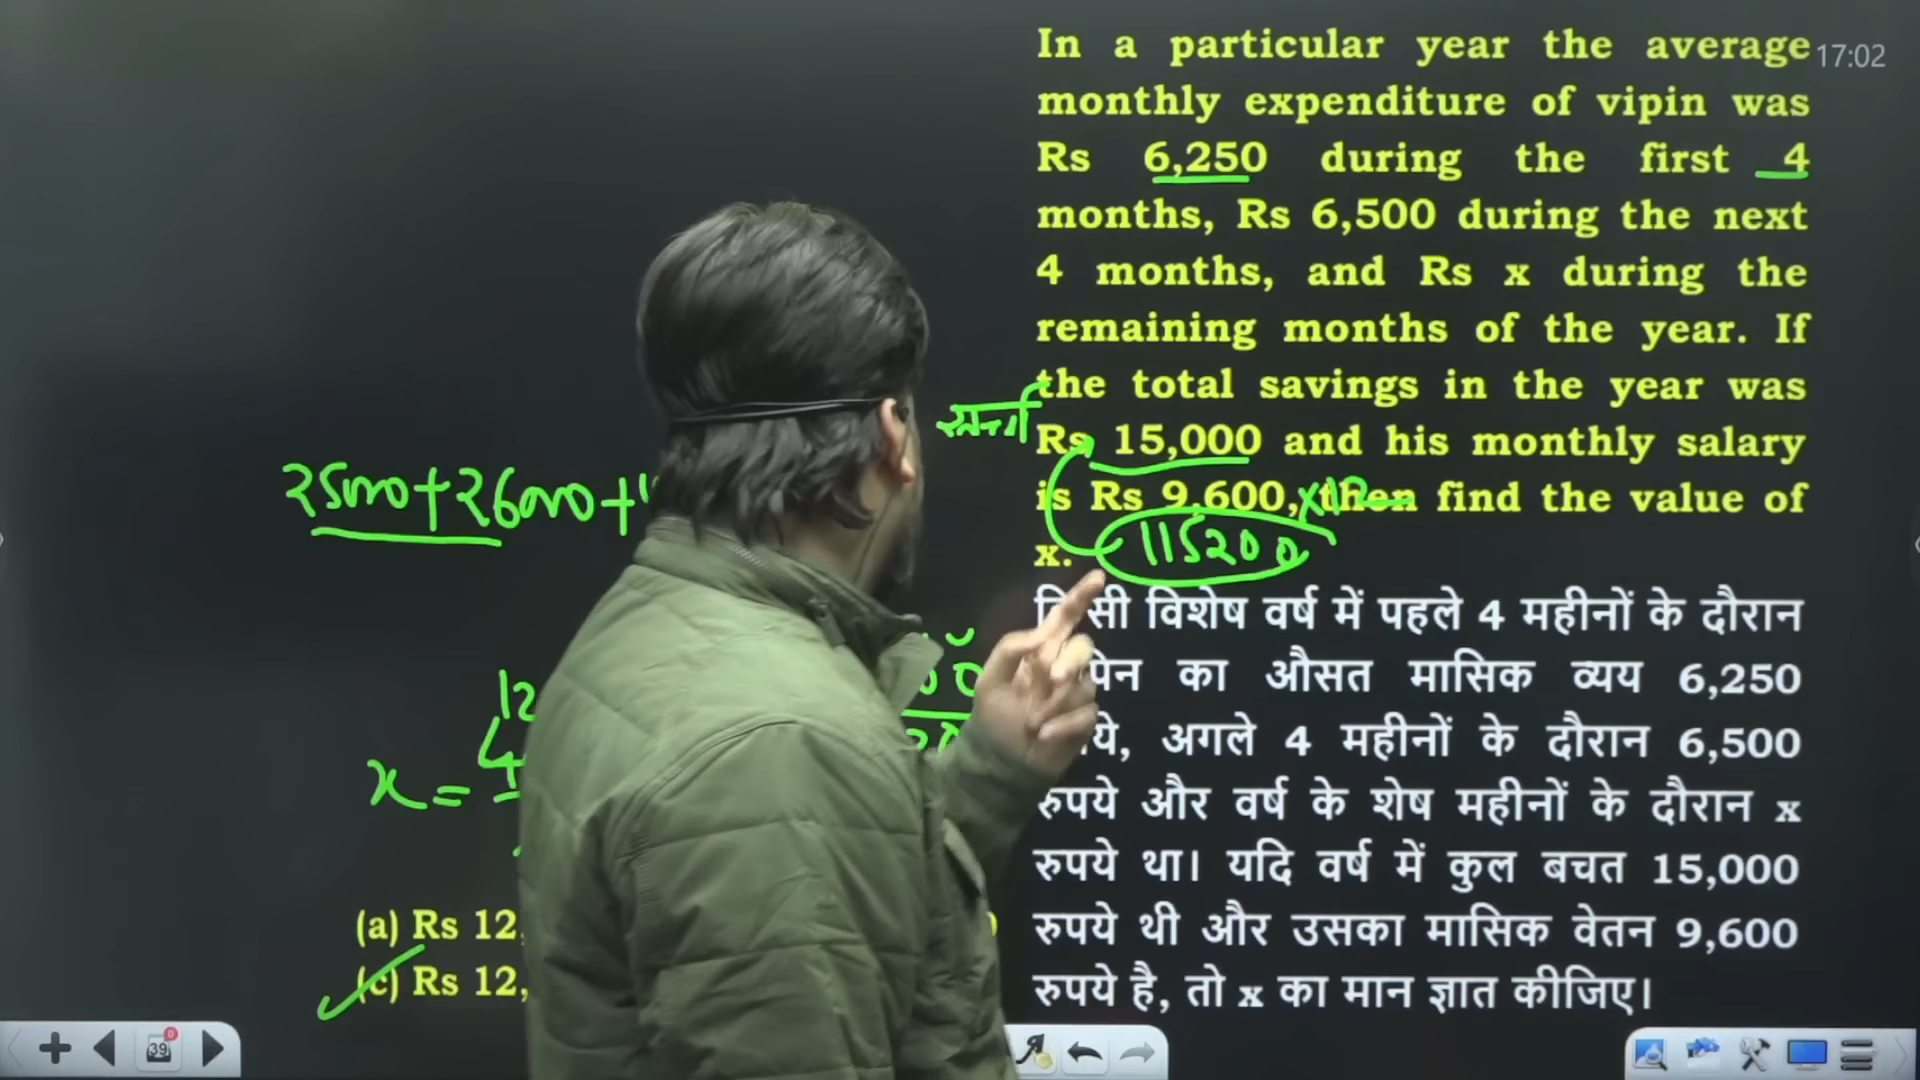 In a particular year the average
17:02
monthly expenditure of vipin was
Rs 6,250 during the first 4
months, Rs 6,500 during the next
4 months, and Rs x during the
remaining months of the year. If
the total savings in the year was
Rs 15,000 and his monthly salary
is Rs 9,600, then find the value of
x.
×12
115200
25000+26000+
12
x =
विशेष वर्ष में पहले 4 महीनों के दौरान
का औसत मासिक व्यय 6,250
अगले 4 महीनों के दौरान 6,500
रुपये और वर्ष के शेष महीनों के दौरान x
रुपये था। यदि वर्ष में कुल बचत 15,000
रुपये थी और उसका मासिक वेतन 9,600
रुपये है, तो x का मान ज्ञात कीजिए।
(a) Rs 12,
(c) Rs 12,
39
0